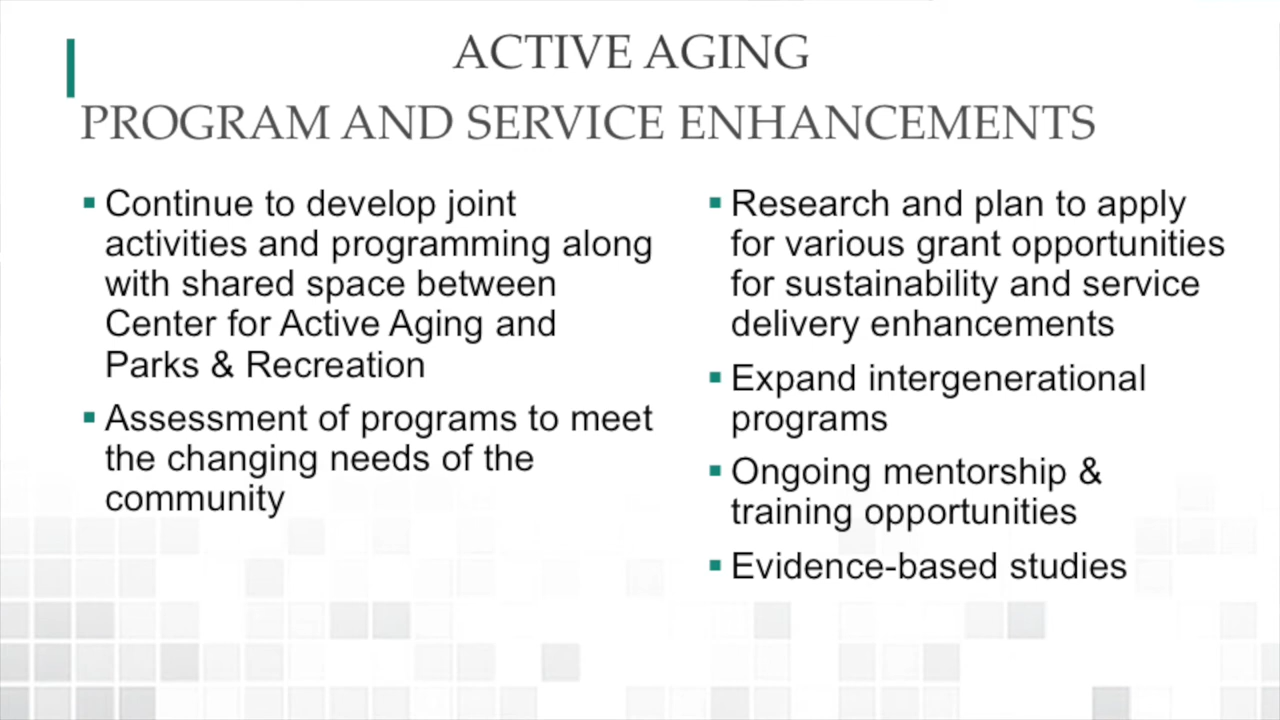 ACTIVE AGING
PROGRAM AND SERVICE ENHANCEMENTS
▪ Continue to develop joint
activities and programming along
with shared space between
Center for Active Aging and
Parks & Recreation
▪ Assessment of programs to meet
the changing needs of the
community
▪ Research and plan to apply
for various grant opportunities
for sustainability and service
delivery enhancements
▪ Expand intergenerational
programs
▪ Ongoing mentorship &
training opportunities
▪ Evidence-based studies